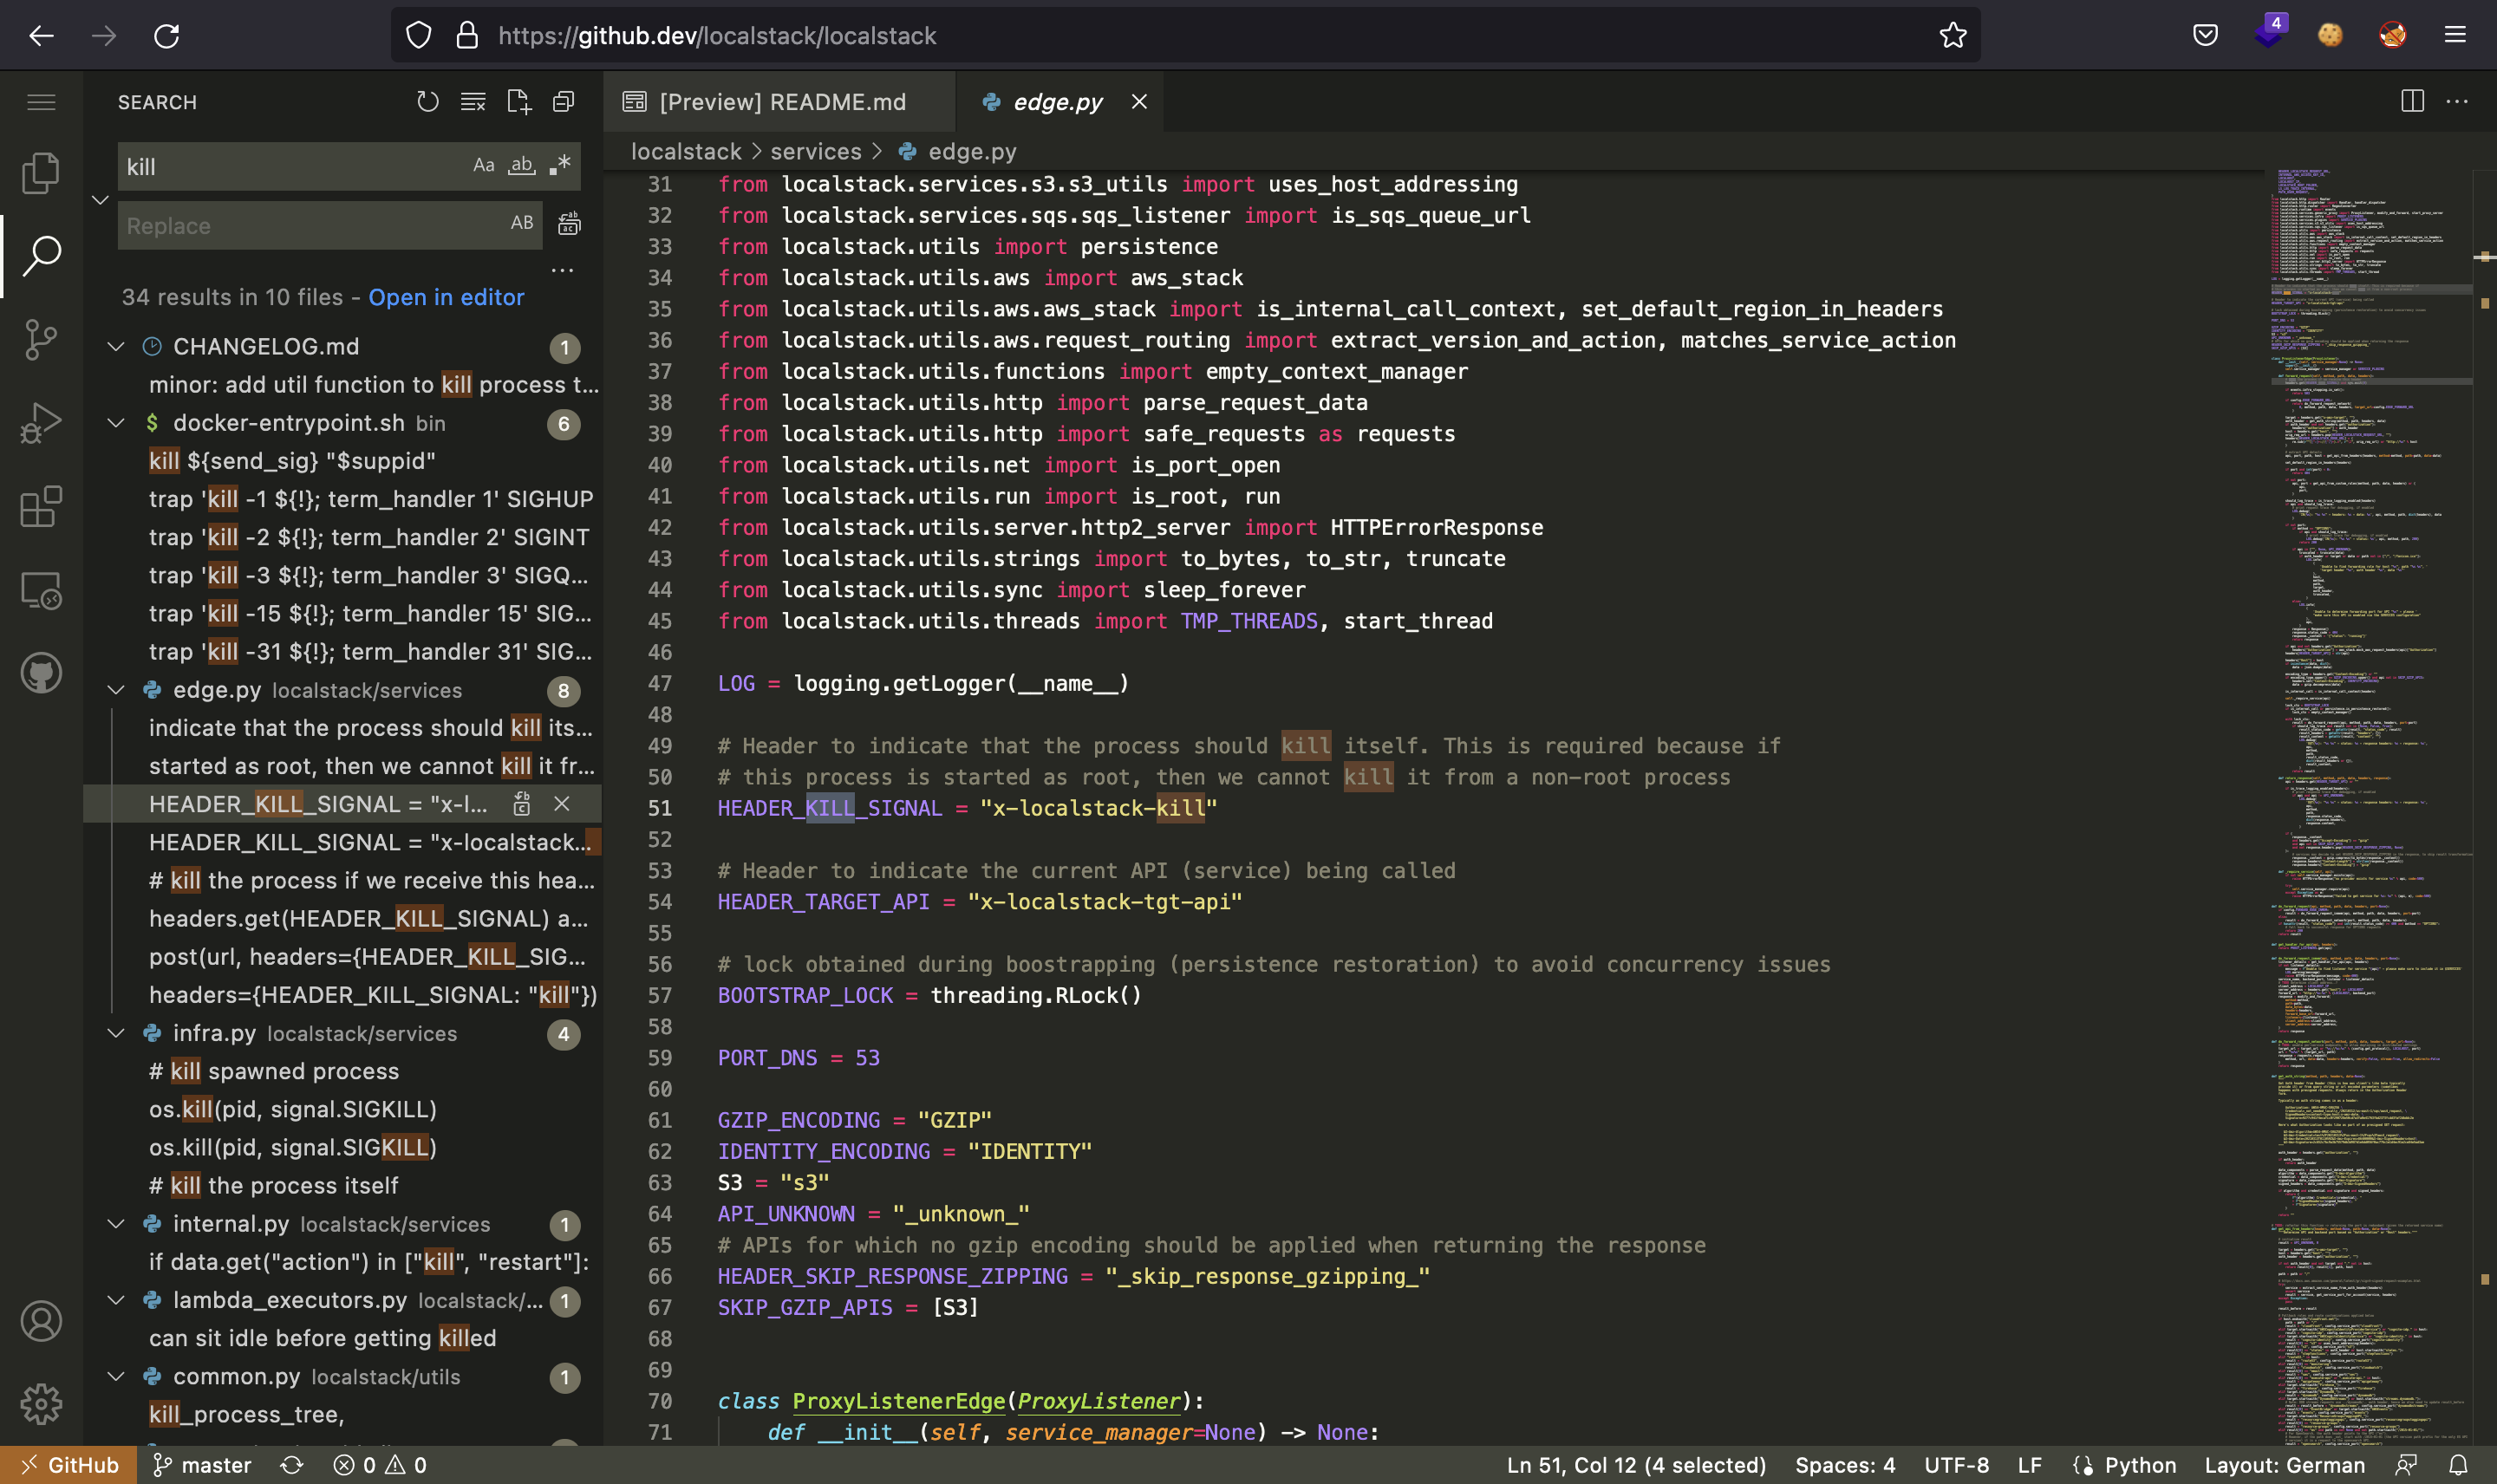 https://github.dev/localstack/localstack
4
SEARCH
kill
Aa ab .*
Replace
AB
34 results in 10 files - Open in editor
CHANGELOG.md 1
minor: add util function to kill process t...
docker-entrypoint.sh bin 6
kill ${send_sig} "$suppid"
trap 'kill -1 ${!}; term_handler 1' SIGHUP
trap 'kill -2 ${!}; term_handler 2' SIGINT
trap 'kill -3 ${!}; term_handler 3' SIGQ...
trap 'kill -15 ${!}; term_handler 15' SIG...
trap 'kill -31 ${!}; term_handler 31' SIG...
edge.py localstack/services 8
indicate that the process should kill its...
started as root, then we cannot kill it fr...
HEADER_KILL_SIGNAL = "x-l...
HEADER_KILL_SIGNAL = "x-localstack...
# kill the process if we receive this hea...
headers.get(HEADER_KILL_SIGNAL) a...
post(url, headers={HEADER_KILL_SIG...
headers={HEADER_KILL_SIGNAL: "kill"})
infra.py localstack/services 4
# kill spawned process
os.kill(pid, signal.SIGKILL)
os.kill(pid, signal.SIGKILL)
# kill the process itself
internal.py localstack/services 1
if data.get("action") in ["kill", "restart"]:
lambda_executors.py localstack/... 1
can sit idle before getting killed
common.py localstack/utils 1
kill_process_tree,
[Preview] README.md
edge.py
localstack > services > edge.py
31 from localstack.services.s3.s3_utils import uses_host_addressing
32 from localstack.services.sqs.sqs_listener import is_sqs_queue_url
33 from localstack.utils import persistence
34 from localstack.utils.aws import aws_stack
35 from localstack.utils.aws.aws_stack import is_internal_call_context, set_default_region_in_headers
36 from localstack.utils.aws.request_routing import extract_version_and_action, matches_service_action
37 from localstack.utils.functions import empty_context_manager
38 from localstack.utils.http import parse_request_data
39 from localstack.utils.http import safe_requests as requests
40 from localstack.utils.net import is_port_open
41 from localstack.utils.run import is_root, run
42 from localstack.utils.server.http2_server import HTTPErrorResponse
43 from localstack.utils.strings import to_bytes, to_str, truncate
44 from localstack.utils.sync import sleep_forever
45 from localstack.utils.threads import TMP_THREADS, start_thread
46
47 LOG = logging.getLogger(__name__)
48
49 # Header to indicate that the process should kill itself. This is required because if
50 # this process is started as root, then we cannot kill it from a non-root process
51 HEADER_KILL_SIGNAL = "x-localstack-kill"
52
53 # Header to indicate the current API (service) being called
54 HEADER_TARGET_API = "x-localstack-tgt-api"
55
56 # lock obtained during boostrapping (persistence restoration) to avoid concurrency issues
57 BOOTSTRAP_LOCK = threading.RLock()
58
59 PORT_DNS = 53
60
61 GZIP_ENCODING = "GZIP"
62 IDENTITY_ENCODING = "IDENTITY"
63 S3 = "s3"
64 API_UNKNOWN = "_unknown_"
65 # APIs for which no gzip encoding should be applied when returning the response
66 HEADER_SKIP_RESPONSE_ZIPPING = "_skip_response_gzipping_"
67 SKIP_GZIP_APIS = [S3]
68
69
70 class ProxyListenerEdge(ProxyListener):
71 def __init__(self, service_manager=None) -> None:
GitHub master 0 0 Ln 51, Col 12 (4 selected) Spaces: 4 UTF-8 LF Python Layout: German